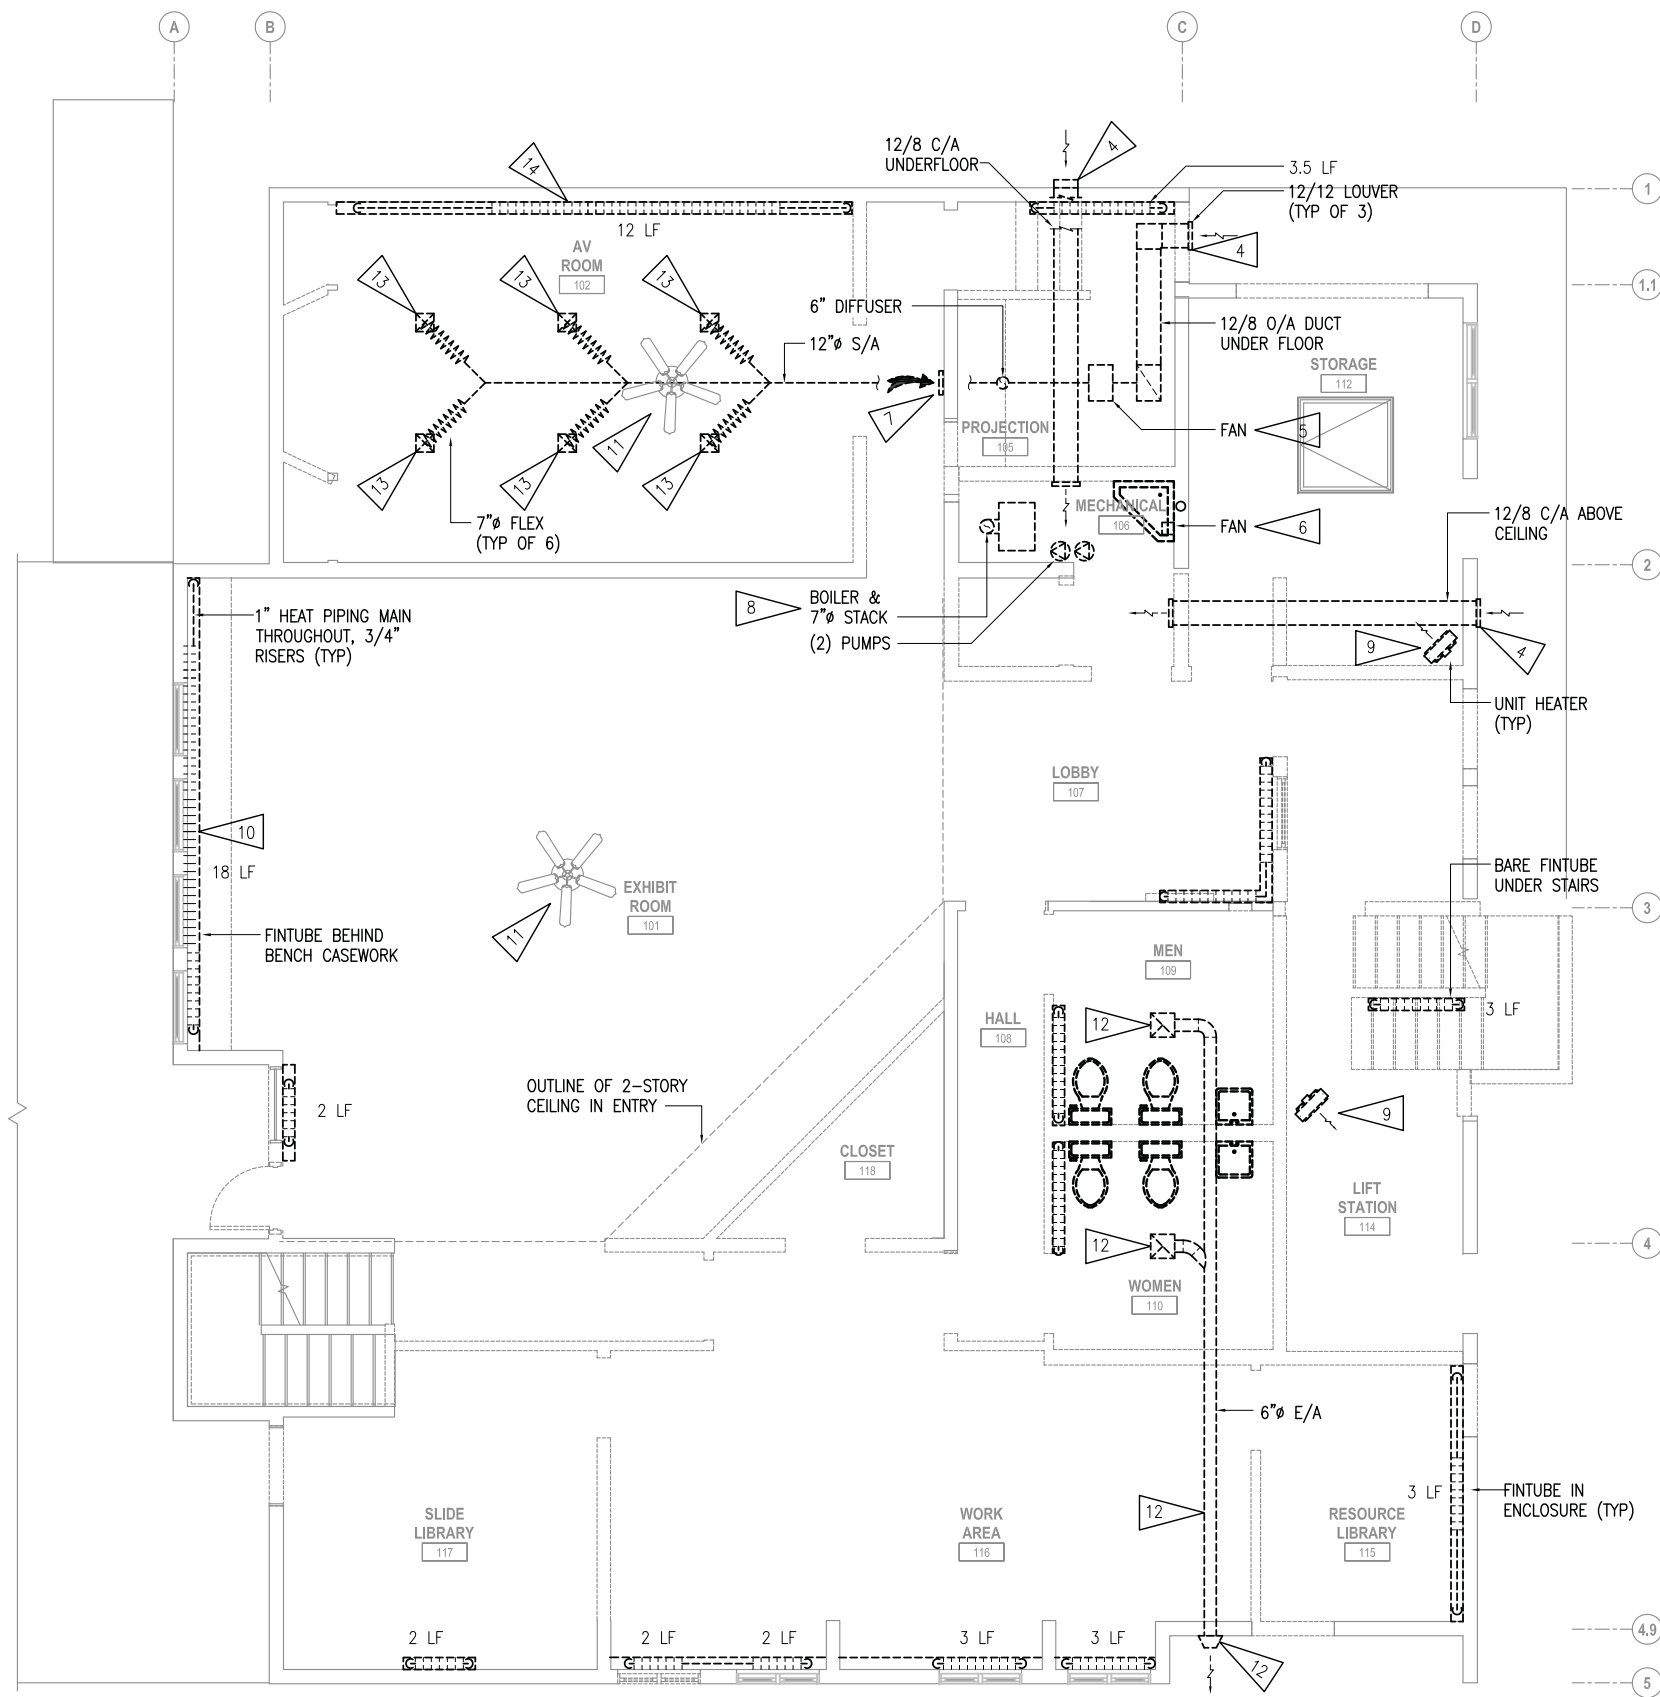 A
B
C
D
14
12/8 C/A
UNDERFLOOR
4
3.5 LF
12/12 LOUVER
(TYP OF 3)
1
12 LF
AV
ROOM
102
4
13
13
13
6" DIFFUSER
1.1
12"ø S/A
12/8 O/A DUCT
UNDER FLOOR
STORAGE
112
11
7
PROJECTION
105
FAN
5
13
13
13
7"ø FLEX
(TYP OF 6)
MECHANICAL
106
FAN
6
12/8 C/A ABOVE
CEILING
2
1" HEAT PIPING MAIN
THROUGHOUT, 3/4"
RISERS (TYP)
8
BOILER &
7"ø STACK
(2) PUMPS
9
4
UNIT HEATER
(TYP)
LOBBY
107
10
18 LF
EXHIBIT
ROOM
101
11
FINTUBE BEHIND
BENCH CASEWORK
BARE FINTUBE
UNDER STAIRS
3
MEN
109
HALL
108
12
3 LF
2 LF
OUTLINE OF 2-STORY
CEILING IN ENTRY
9
CLOSET
118
LIFT
STATION
114
12
4
WOMEN
110
6"ø E/A
3 LF
FINTUBE IN
ENCLOSURE (TYP)
SLIDE
LIBRARY
117
WORK
AREA
116
12
RESOURCE
LIBRARY
115
2 LF
2 LF
2 LF
3 LF
3 LF
12
4.9
5